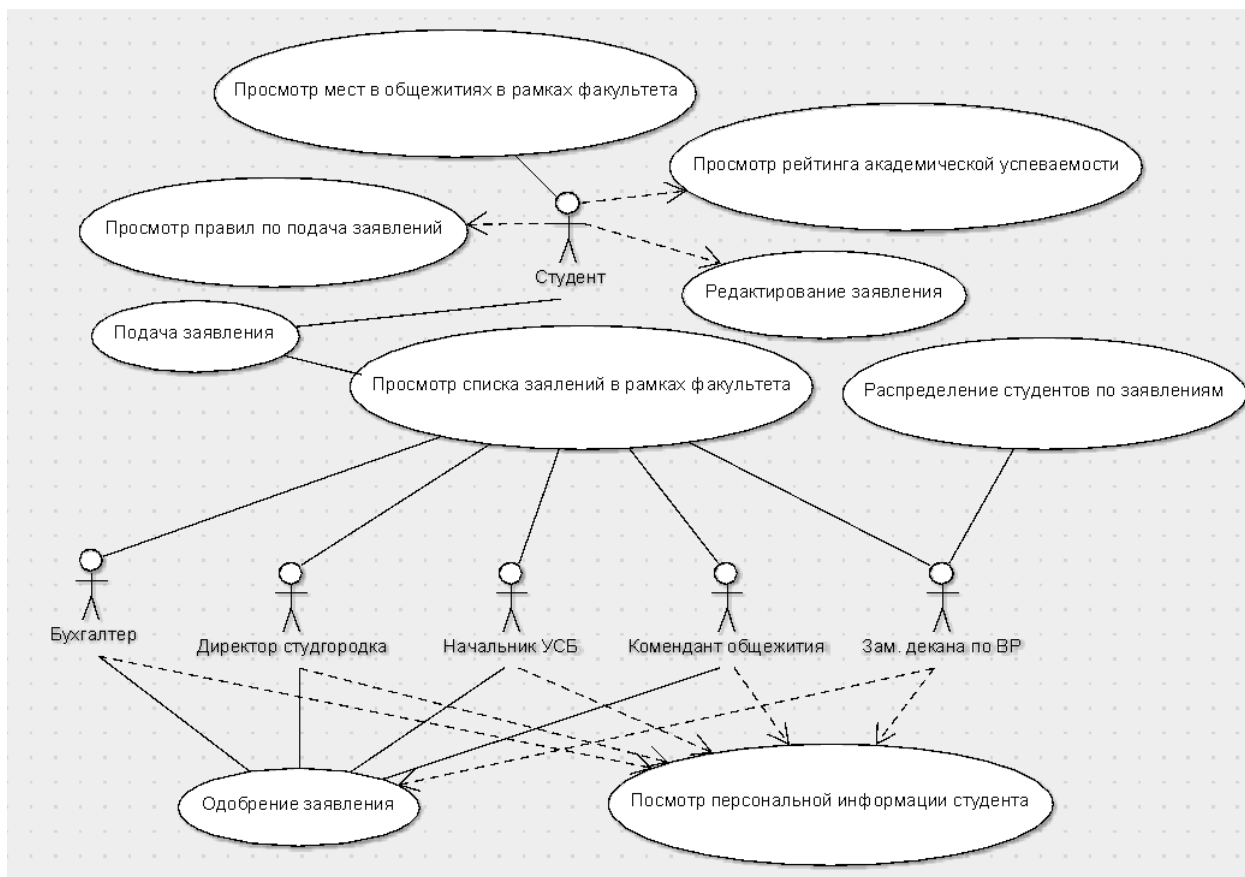 Просмотр мест в общежитиях в рамках факультета
Просмотр рейтинга академической успеваемости
Просмотр правил по подача заявлений
Студент
Редактирование заявления
Подача заявления
Просмотр списка заялений в рамках факультета
Распределение студентов по заявлениям
Бухгалтер
Директор студгородка
Начальник УСБ
Комендант общежития
Зам. декана по ВР
Одобрение заявления
Посмотр персональной информации студента